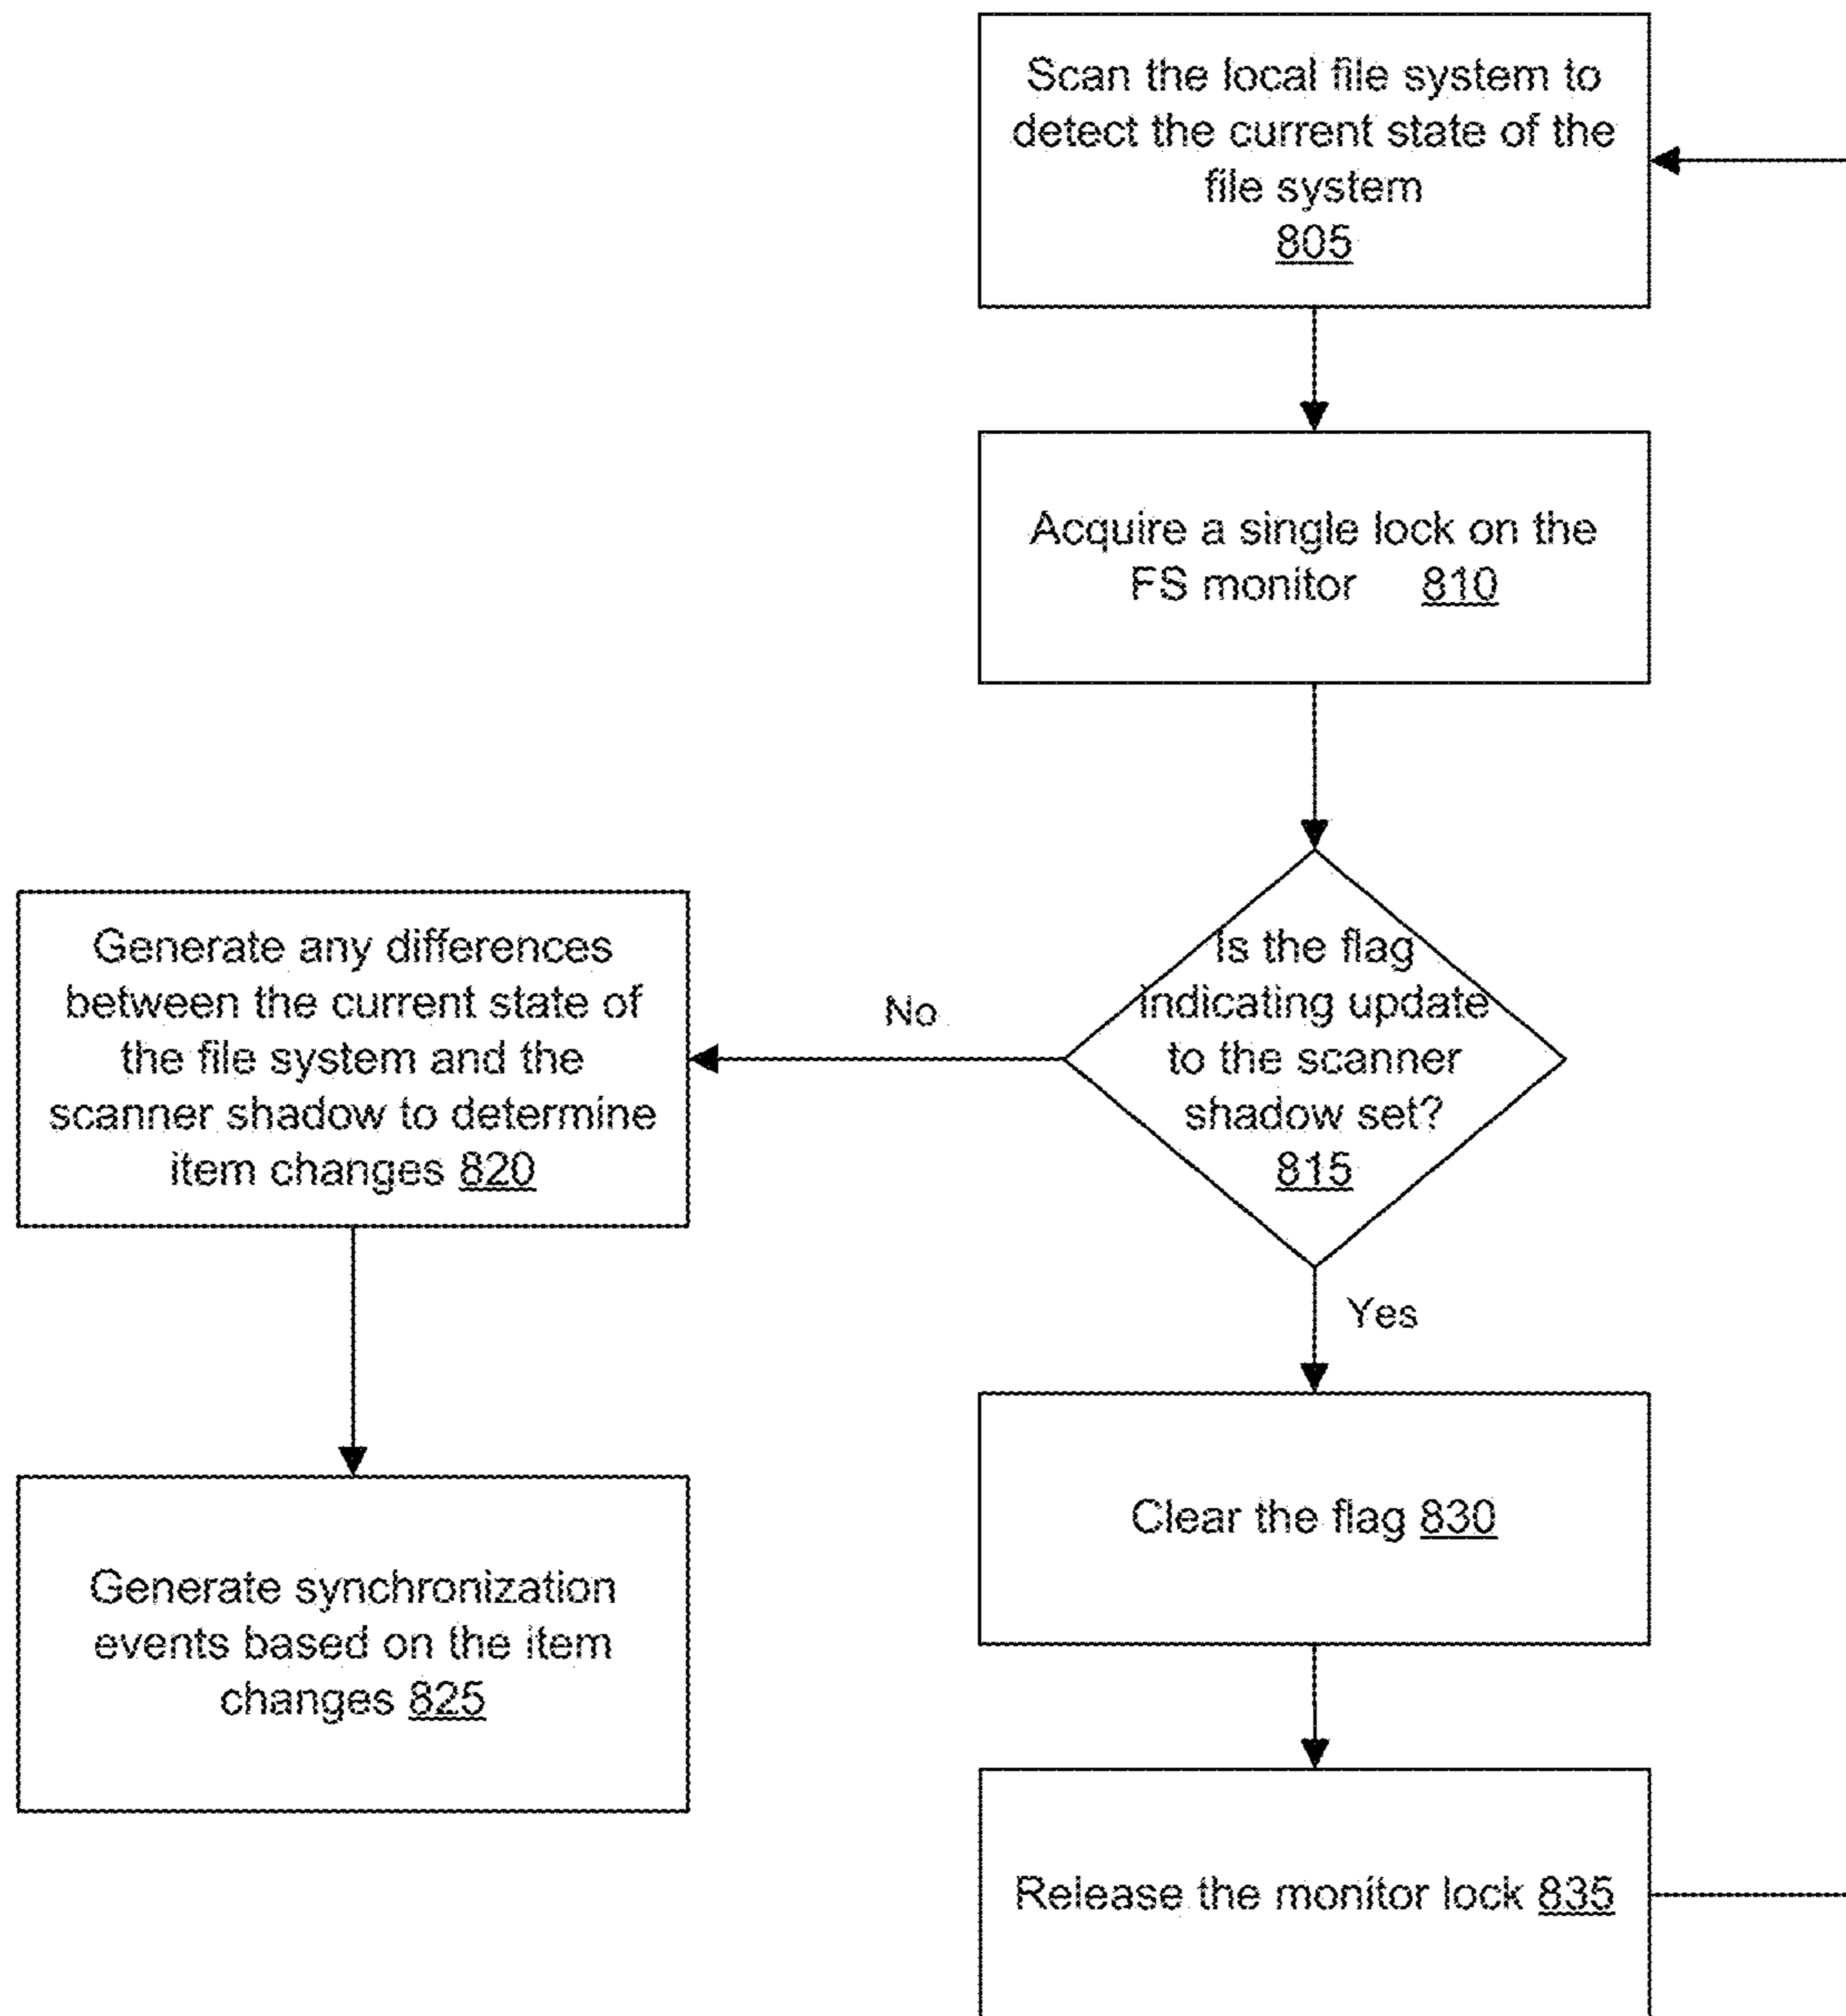 Scan the local file system to
detect the current state of the
file system
805
Acquire a single lock on the
FS monitor 810
Is the flag
indicating update
to the scanner
shadow set?
815
No
Generate any differences
between the current state of
the file system and the
scanner shadow to determine
item changes 820
Generate synchronization
events based on the item
changes 825
Yes
Clear the flag 830
Release the monitor lock 835